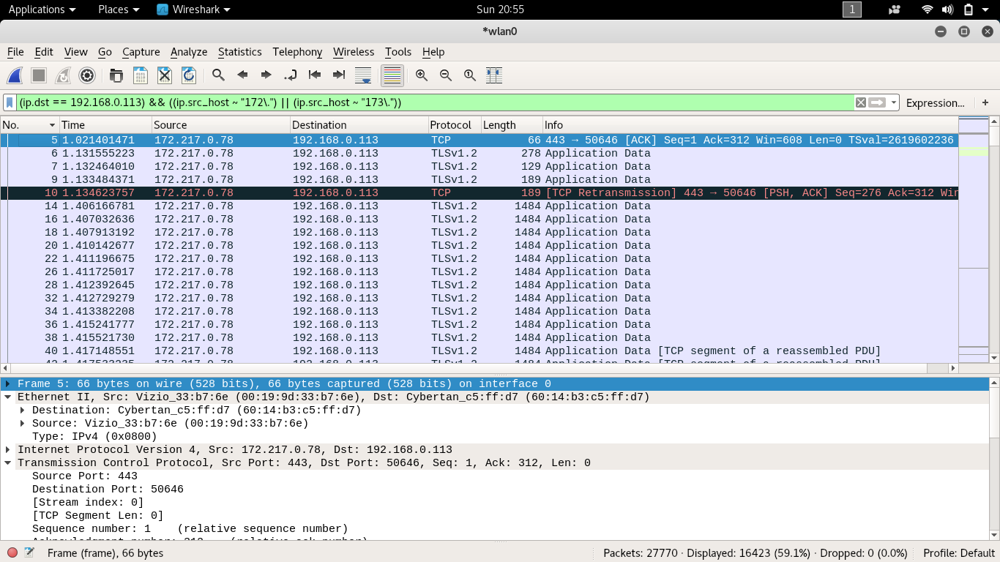 Applications Places Wireshark Sun 20:55 1
*wlan0
File Edit View Go Capture Analyze Statistics Telephony Wireless Tools Help
(ip.dst == 192.168.0.113) && ((ip.src_host ~ "172\.") || (ip.src_host ~ "173\.")) Expression… +
No. Time Source Destination Protocol Length Info
5 1.021401471 172.217.0.78 192.168.0.113 TCP 66 443 → 50646 [ACK] Seq=1 Ack=312 Win=608 Len=0 TSval=2619602236
6 1.131555223 172.217.0.78 192.168.0.113 TLSv1.2 278 Application Data
7 1.132464010 172.217.0.78 192.168.0.113 TLSv1.2 129 Application Data
9 1.133484371 172.217.0.78 192.168.0.113 TLSv1.2 189 Application Data
10 1.134623757 172.217.0.78 192.168.0.113 TCP 189 [TCP Retransmission] 443 → 50646 [PSH, ACK] Seq=276 Ack=312 Win
14 1.406166781 172.217.0.78 192.168.0.113 TLSv1.2 1484 Application Data
16 1.407032636 172.217.0.78 192.168.0.113 TLSv1.2 1484 Application Data
18 1.407913192 172.217.0.78 192.168.0.113 TLSv1.2 1484 Application Data
20 1.410142677 172.217.0.78 192.168.0.113 TLSv1.2 1484 Application Data
22 1.411196675 172.217.0.78 192.168.0.113 TLSv1.2 1484 Application Data
26 1.411725017 172.217.0.78 192.168.0.113 TLSv1.2 1484 Application Data
28 1.412392645 172.217.0.78 192.168.0.113 TLSv1.2 1484 Application Data
32 1.412729279 172.217.0.78 192.168.0.113 TLSv1.2 1484 Application Data
34 1.413382208 172.217.0.78 192.168.0.113 TLSv1.2 1484 Application Data
36 1.415241777 172.217.0.78 192.168.0.113 TLSv1.2 1484 Application Data
38 1.415521730 172.217.0.78 192.168.0.113 TLSv1.2 1484 Application Data
40 1.417148551 172.217.0.78 192.168.0.113 TLSv1.2 1484 Application Data [TCP segment of a reassembled PDU]
Frame 5: 66 bytes on wire (528 bits), 66 bytes captured (528 bits) on interface 0
Ethernet II, Src: Vizio_33:b7:6e (00:19:9d:33:b7:6e), Dst: Cybertan_c5:ff:d7 (60:14:b3:c5:ff:d7)
Destination: Cybertan_c5:ff:d7 (60:14:b3:c5:ff:d7)
Source: Vizio_33:b7:6e (00:19:9d:33:b7:6e)
Type: IPv4 (0x0800)
Internet Protocol Version 4, Src: 172.217.0.78, Dst: 192.168.0.113
Transmission Control Protocol, Src Port: 443, Dst Port: 50646, Seq: 1, Ack: 312, Len: 0
Source Port: 443
Destination Port: 50646
[Stream index: 0]
[TCP Segment Len: 0]
Sequence number: 1 (relative sequence number)
Frame (frame), 66 bytes Packets: 27770 · Displayed: 16423 (59.1%) · Dropped: 0 (0.0%) Profile: Default